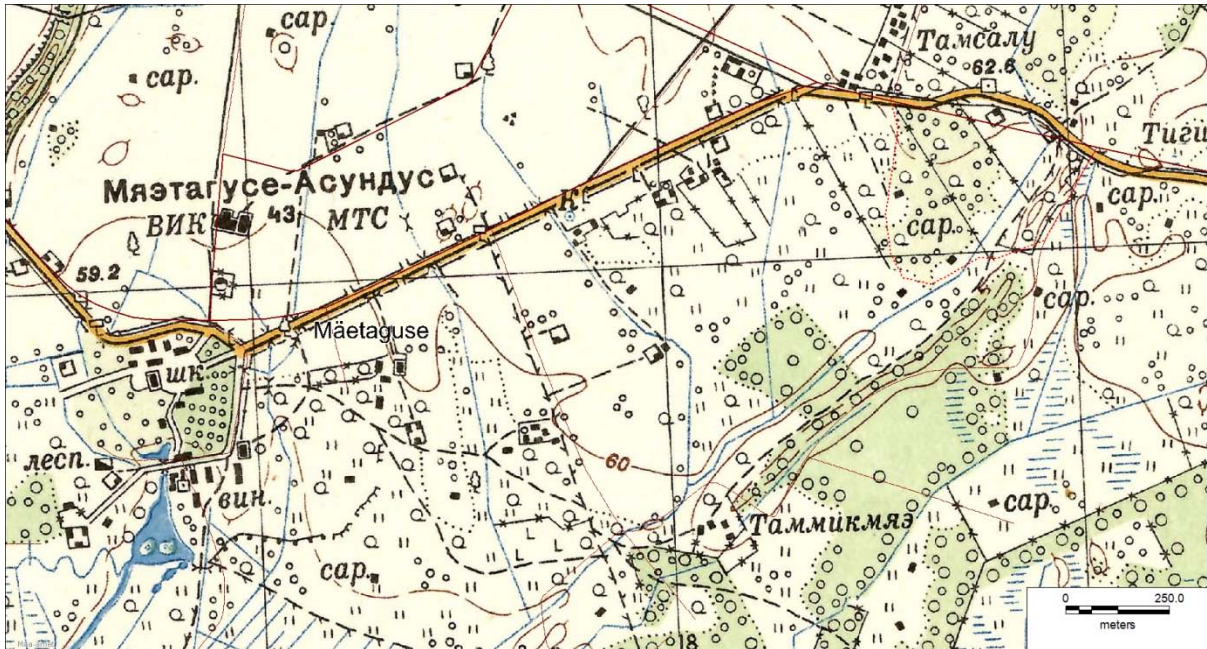 сар.
сар.
Тамсалу
62.6
Тиги
Мяэтагусе-Асундус
ВИК
43
МТС
К
сар.
сар.
59.2
сар.
Mäetaguse
шк.
60
лесп.
вин.
сар.
Таммикмяэ
сар.
18
0
250.0
meters